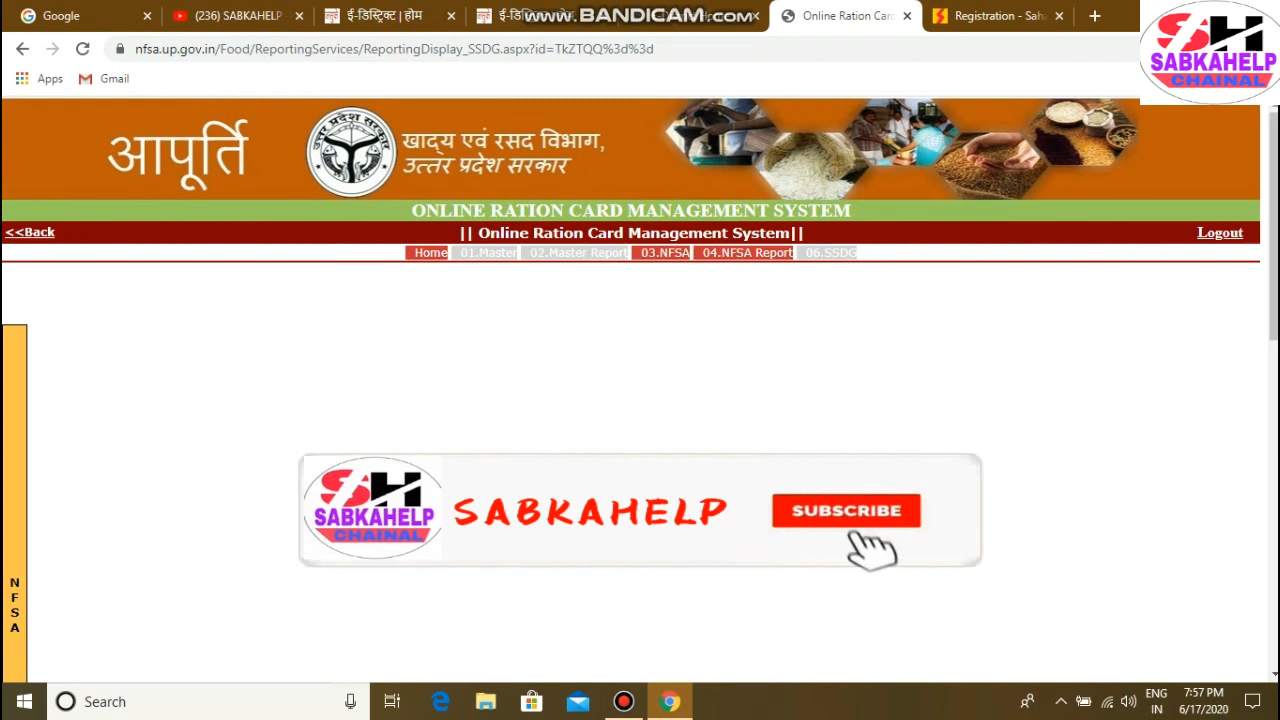 Google
(236) SABKAHELP
ई-डिस्ट्रिक्ट | होम
www.BANDICAM.com
Online Ration Car
Registration - Saha
nfsa.up.gov.in/Food/ReportingServices/ReportingDisplay_SSDG.aspx?id=TkZTQQ%3d%3d
Apps
Gmail
SH
SABKAHELP
CHAINAL
आपूर्ति
खाद्य एवं रसद विभाग,
उत्तर प्रदेश सरकार
ONLINE RATION CARD MANAGEMENT SYSTEM
<<Back
|| Online Ration Card Management System||
Logout
Home 01.Master 02.Master Report 03.NFSA 04.NFSA Report 06.SSDG
SH
SABKAHELP
CHAINAL
SABKAHELP
SUBSCRIBE
N
F
S
A
Search
ENG
IN
7:57 PM
6/17/2020